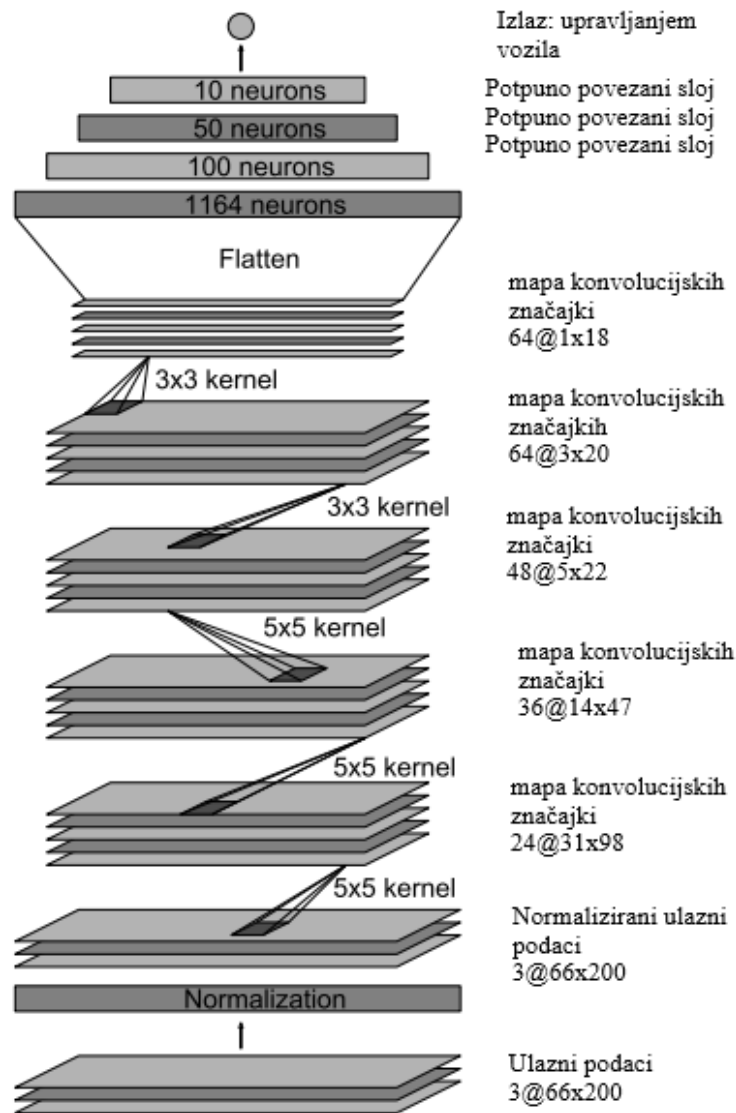 Izlaz: upravljanjem
vozila
10 neurons
Potpuno povezani sloj
50 neurons
Potpuno povezani sloj
100 neurons
Potpuno povezani sloj
1164 neurons
Flatten
mapa konvolucijskih
značajki
64@1x18
3x3 kernel
mapa konvolucijskih
značajkih
64@3x20
3x3 kernel
mapa konvolucijskih
značajki
48@5x22
5x5 kernel
mapa konvolucijskih
značajki
36@14x47
5x5 kernel
mapa konvolucijskih
značajki
24@31x98
5x5 kernel
Normalizirani ulazni
podaci
3@66x200
Normalization
Ulazni podaci
3@66x200